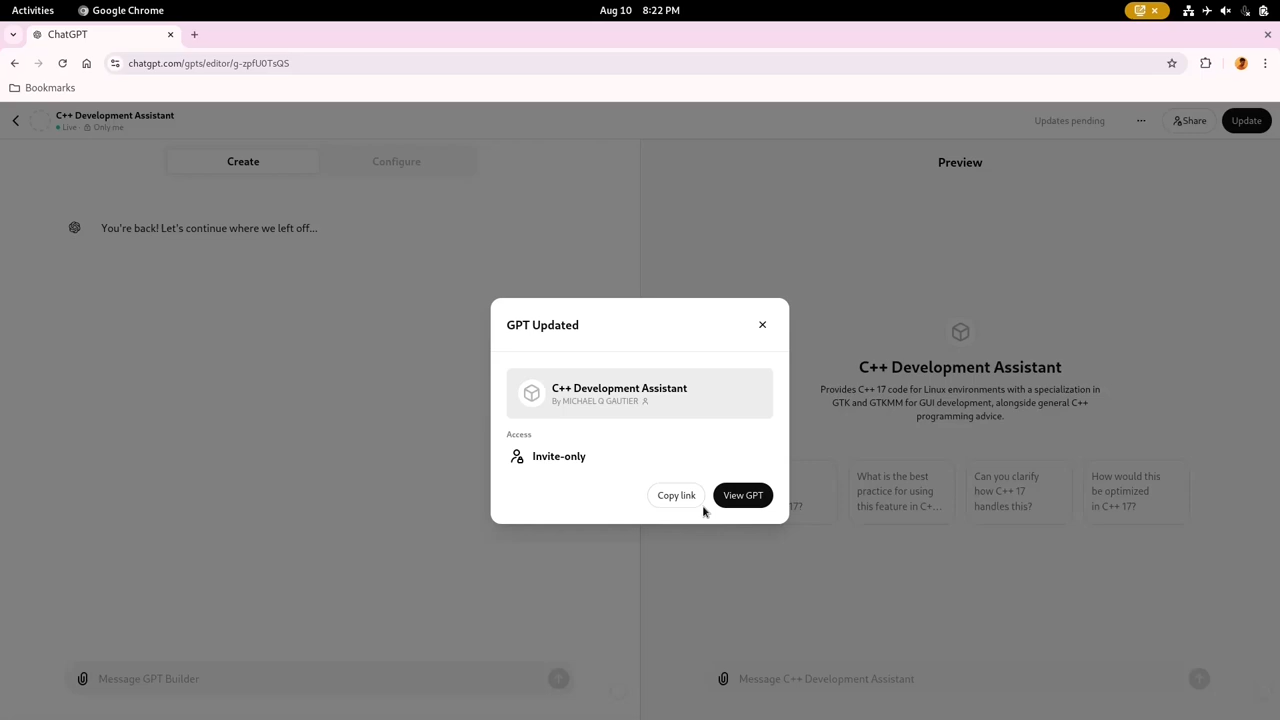 Activities
Google Chrome
Aug 10 8:22 PM
ChatGPT
chatgpt.com/gpts/editor/g-zpfU0TsQS
Bookmarks
C++ Development Assistant
Live · Only me
Updates pending
Share
Update
Create
Configure
Preview
You're back! Let's continue where we left off...
GPT Updated
C++ Development Assistant
By MICHAEL Q GAUTIER
Access
Invite-only
Copy link
View GPT
C++ Development Assistant
Provides C++ 17 code for Linux environments with a specialization in
GTK and GTKMM for GUI development, alongside general C++
programming advice.
17?
What is the best
practice for using
this feature in C+...
Can you clarify
how C++ 17
handles this?
How would this
be optimized
in C++ 17?
Message GPT Builder
Message C++ Development Assistant